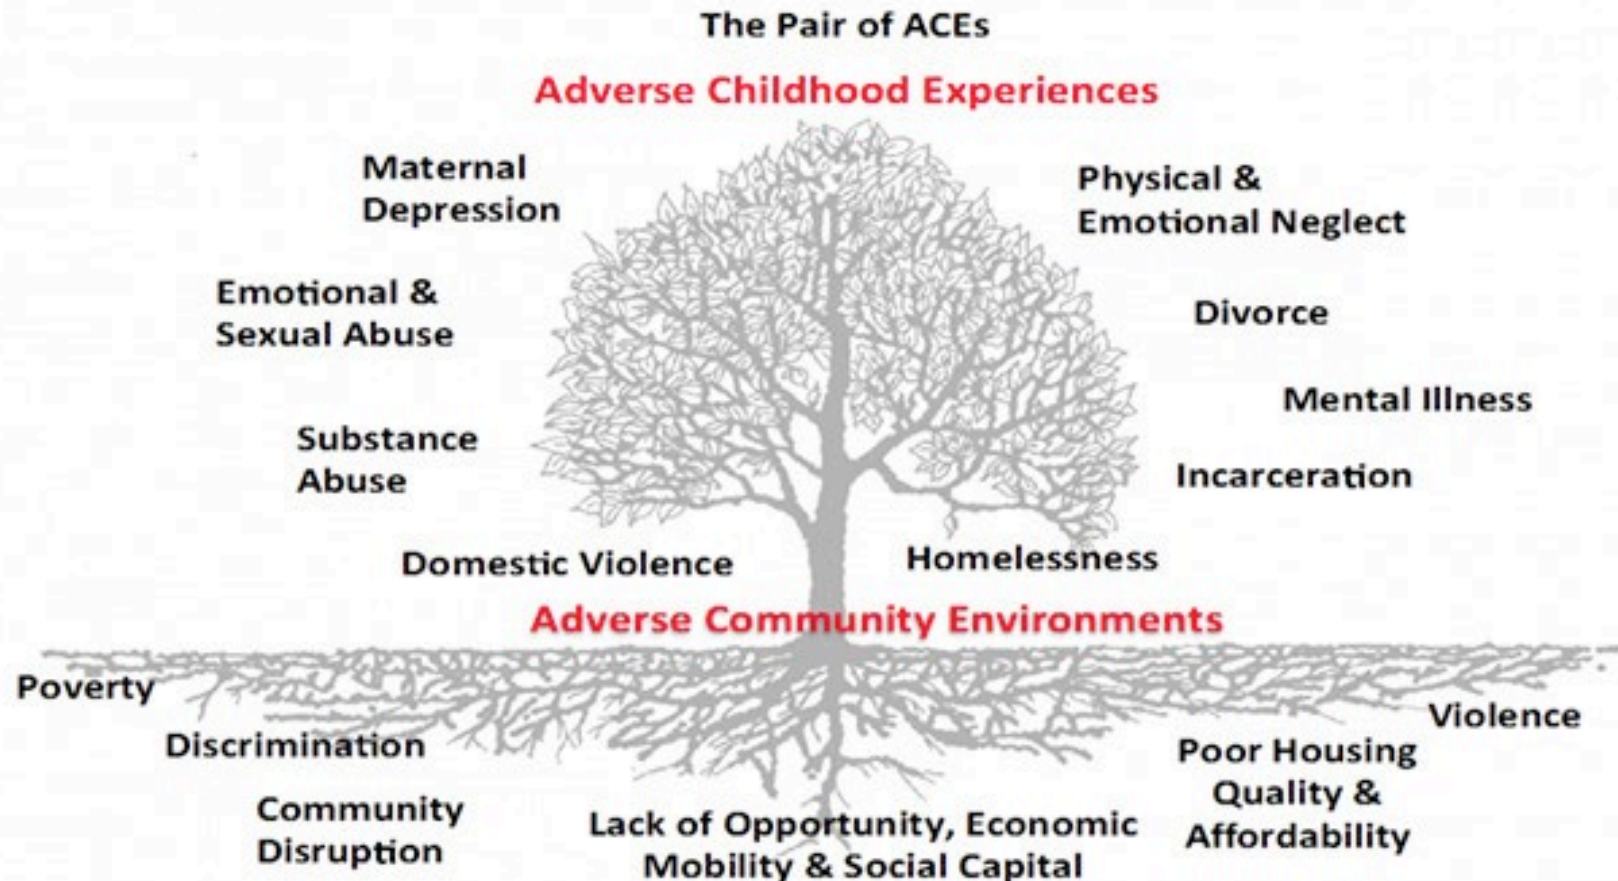 The Pair of ACEs
Adverse Childhood Experiences
Maternal
Depression
Physical &
Emotional Neglect
Emotional &
Sexual Abuse
Divorce
Mental Illness
Substance
Abuse
Incarceration
Domestic Violence
Homelessness
Adverse Community Environments
Poverty
Violence
Discrimination
Poor Housing
Quality &
Affordability
Community
Disruption
Lack of Opportunity, Economic
Mobility & Social Capital